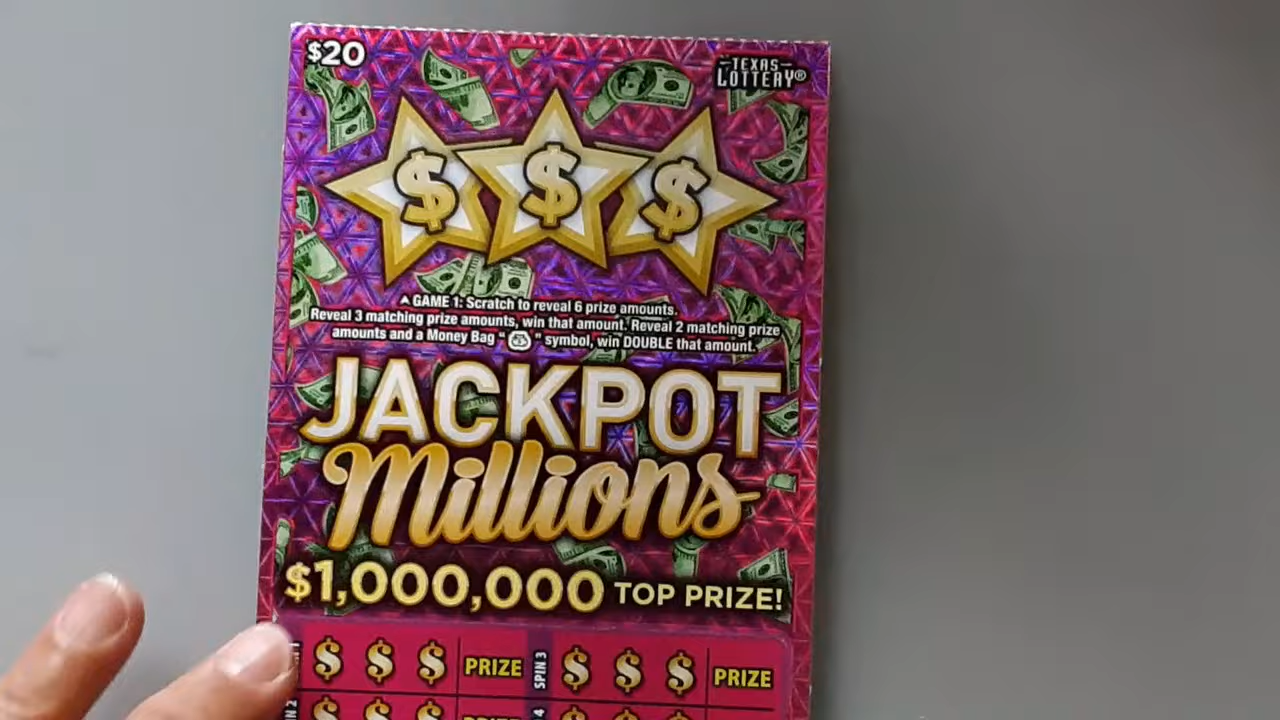 $20
TEXAS
LOTTERY®
$ $ $
GAME 1: Scratch to reveal 6 prize amounts.
Reveal 3 matching prize amounts, win that amount. Reveal 2 matching prize
amounts and a Money Bag " " symbol, win DOUBLE that amount.
JACKPOT
Millions
$1,000,000 TOP PRIZE!
$ $ $ PRIZE SPIN 3 $ $ $ PRIZE